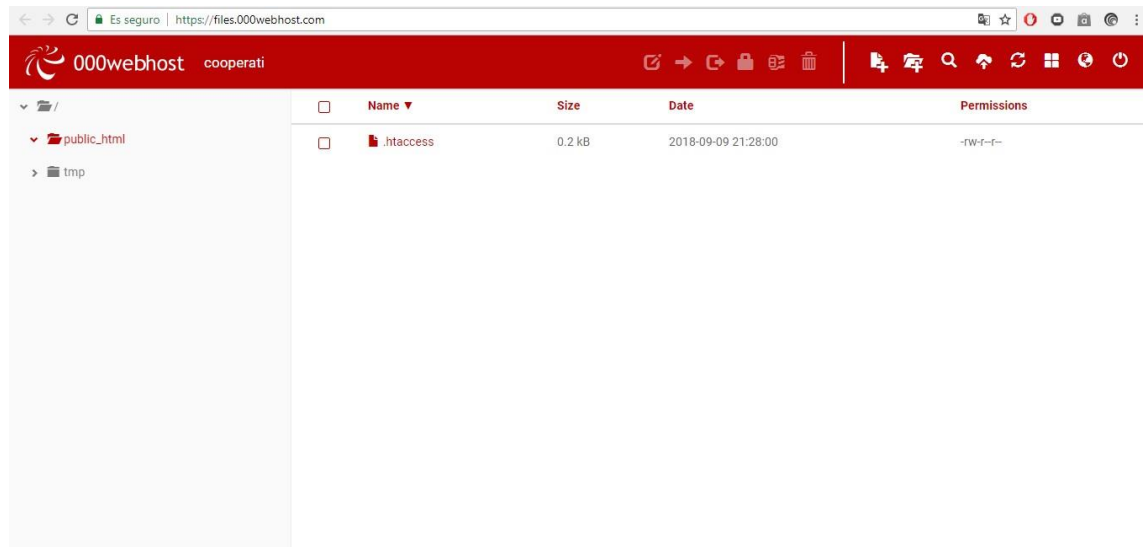 Es seguro | https://files.000webhost.com
000webhost cooperati
/
Name ▼ Size Date Permissions
public_html
.htaccess 0.2 kB 2018-09-09 21:28:00 -rw-r--r--
tmp